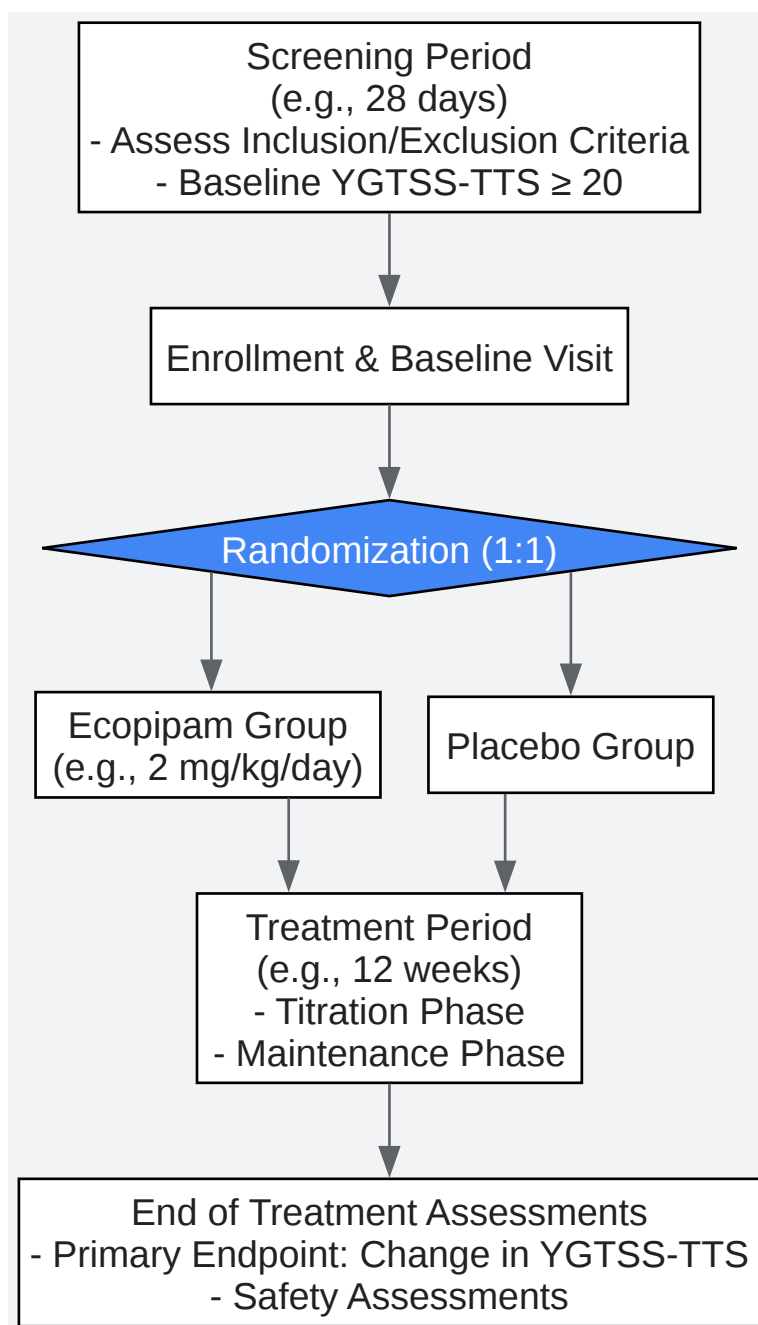 Screening Period
(e.g., 28 days)
- Assess Inclusion/Exclusion Criteria
- Baseline YGTSS-TTS ≥ 20
Enrollment & Baseline Visit
Randomization (1:1)
Ecopipam Group
(e.g., 2 mg/kg/day)
Placebo Group
Treatment Period
(e.g., 12 weeks)
- Titration Phase
- Maintenance Phase
End of Treatment Assessments
- Primary Endpoint: Change in YGTSS-TTS
- Safety Assessments